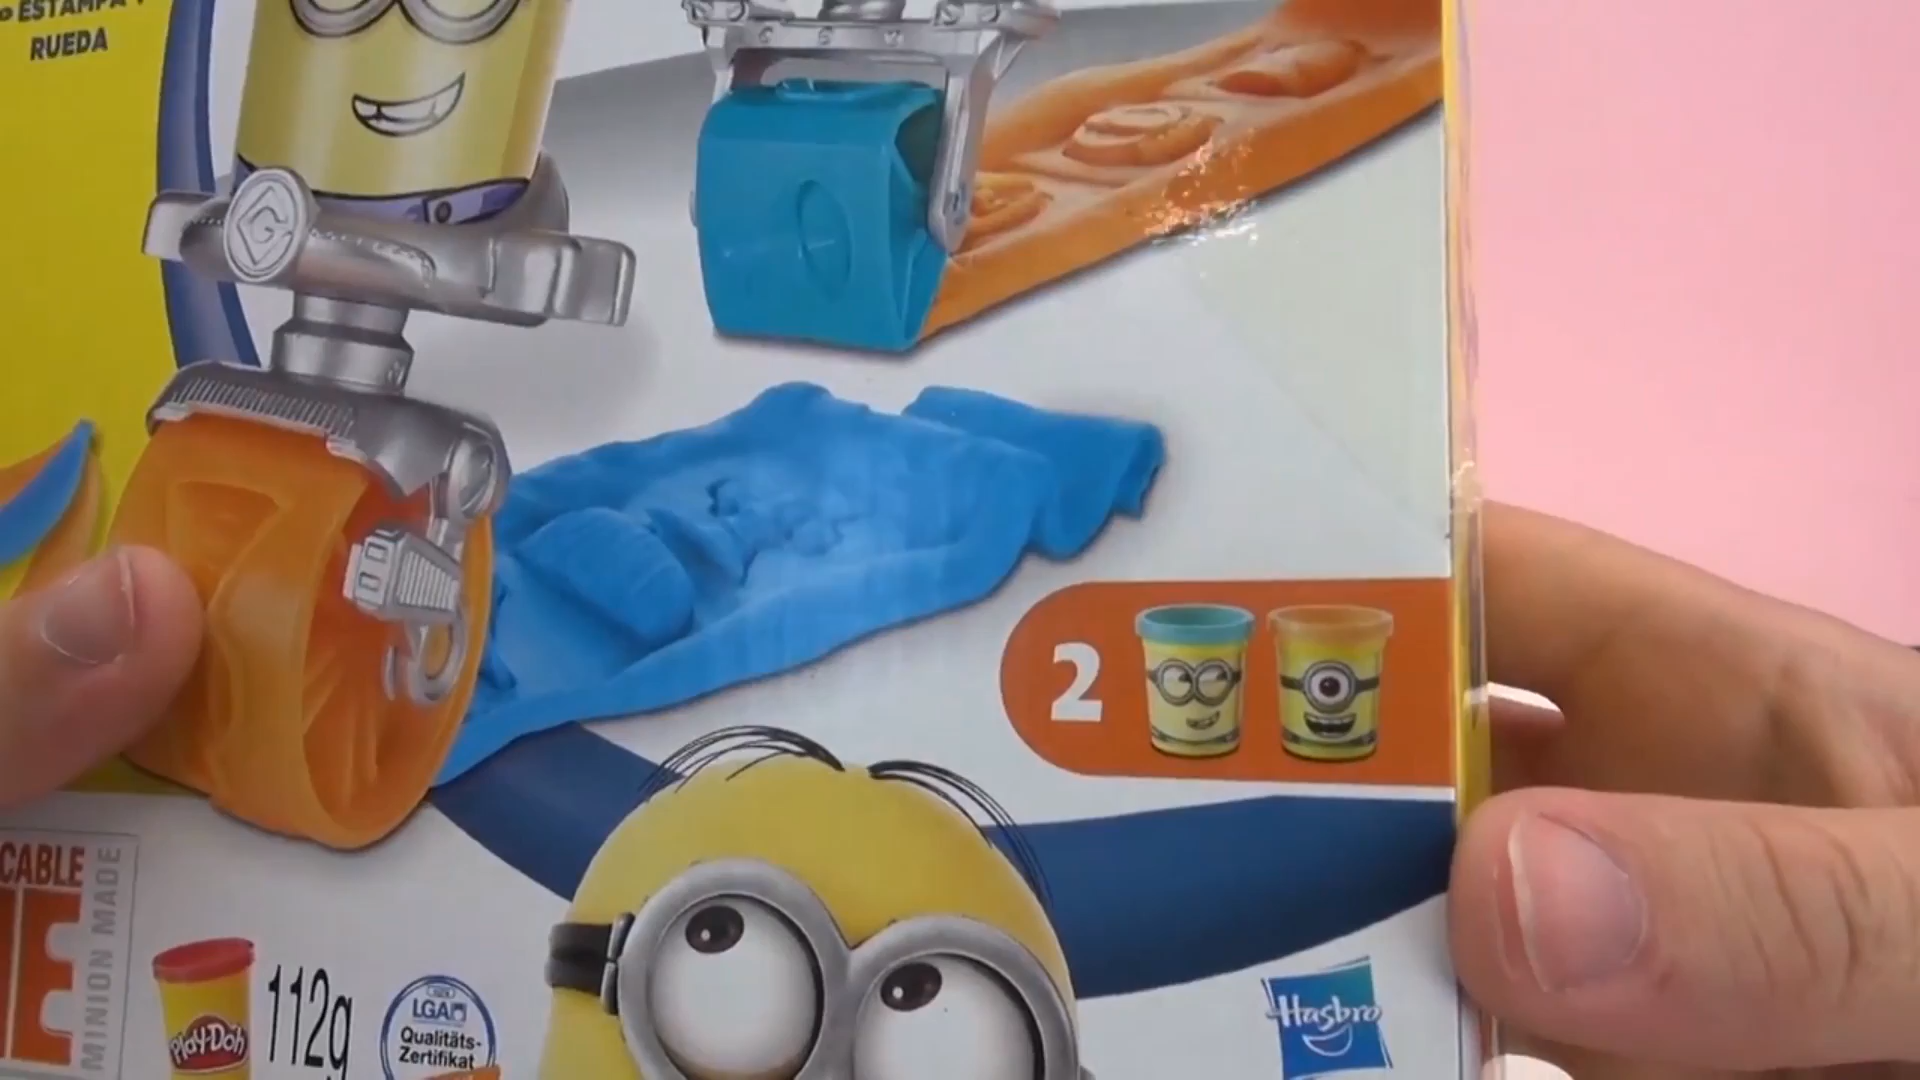 ESTAMPA Y
RUEDA
G
2
CABLE
E
MINION MADE
Play-Doh
112g
LGA
Qualitäts-
Zertifikat
Hasbro